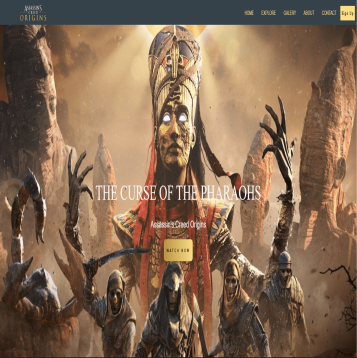 ASSASSIN'S
CREED
ORIGINS
HOME EXPLORE GALLERY ABOUT CONTACT Sign Up
THE CURSE OF THE PHARAOHS
Assassin's Creed Origins
WATCH NOW